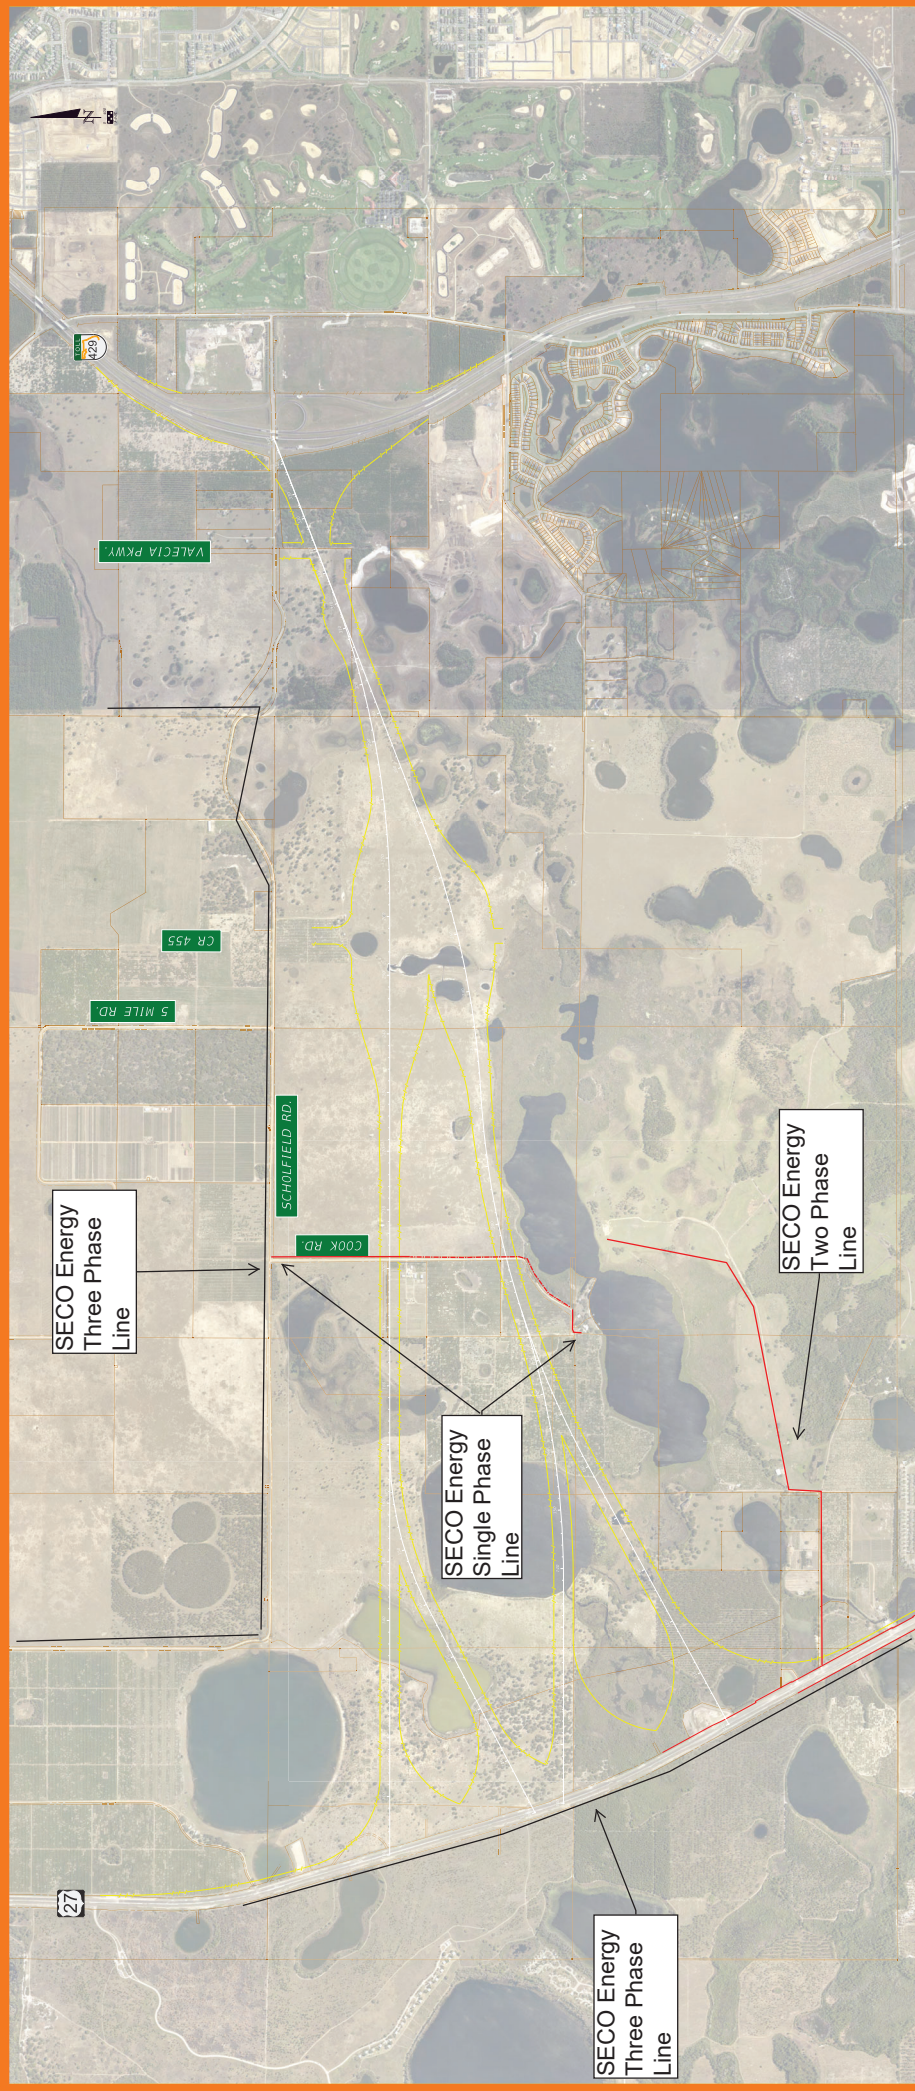 27
SECO Energy
Three Phase
Line
SECO Energy
Three Phase
Line
SECO Energy
Single Phase
Line
COOK RD.
SCHOLFIELD RD.
SECO Energy
Two Phase
Line
5 MILE RD.
CR 455
VALECIA PKWY.
TOLL
429
N